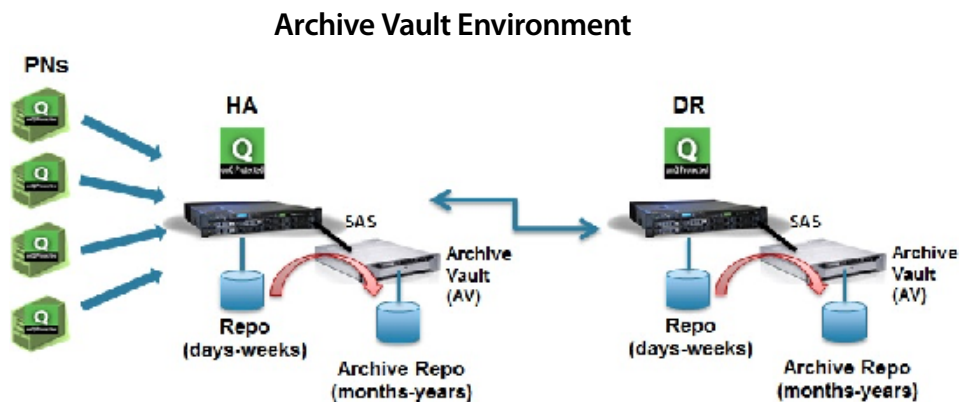 Archive Vault Environment
PNs
HA
DR
Q
Q
Q
Q
Q
Q
SAS
SAS
Archive
Vault
(AV)
Archive
Vault
(AV)
Repo
(days-weeks)
Repo
(days-weeks)
Archive Repo
(months-years)
Archive Repo
(months-years)